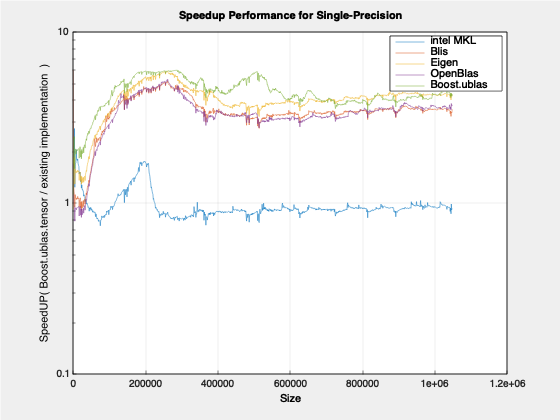 Speedup Performance for Single-Precision
10
1
0.1
SpeedUP( Boost.ublas.tensor / existing implementation )
intel MKL
Blis
Eigen
OpenBlas
Boost.ublas
0 200000 400000 600000 800000 1e+06 1.2e+06
Size